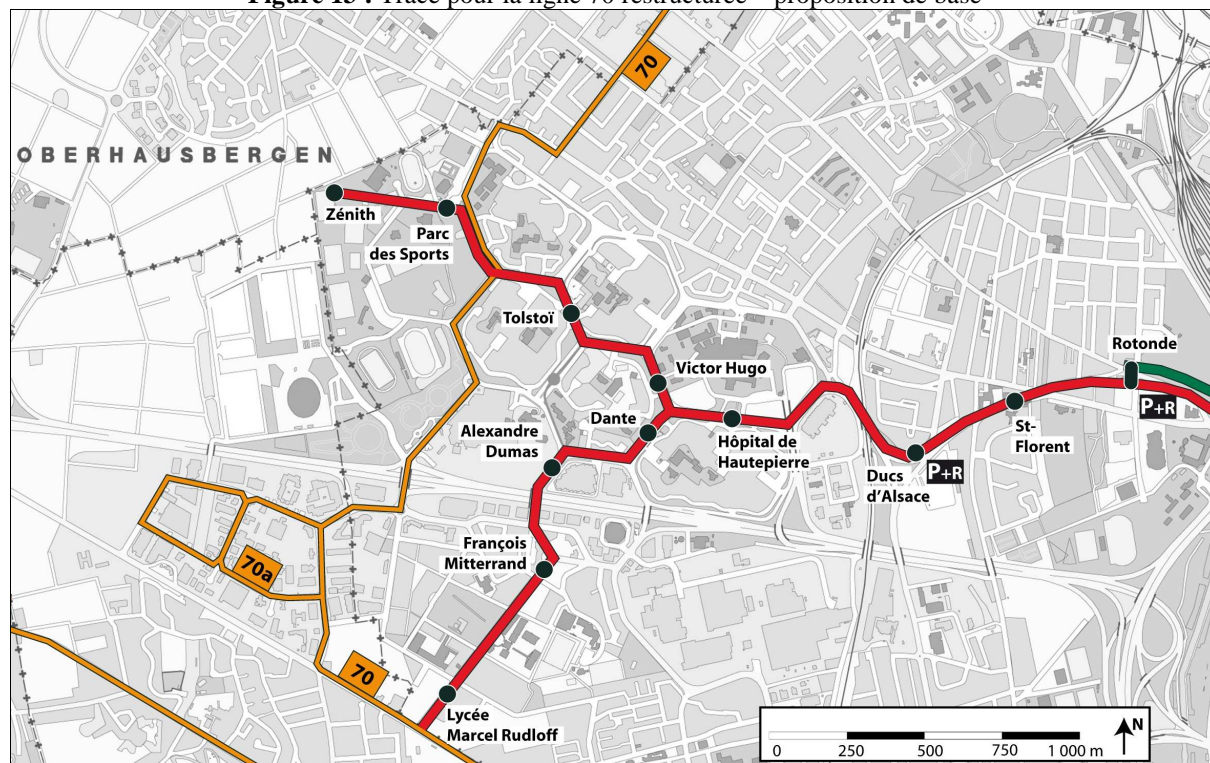 Figure 15 : Tracé pour la ligne 70 restructurée – proposition de base
70
OBERHAUSBERGEN
Zénith
Parc
des Sports
Tolstoï
Rotonde
Victor Hugo
P+R
Dante
Alexandre
Dumas
Hôpital de
Hautepierre
St-
Florent
Ducs
d'Alsace
P+R
François
Mitterrand
70a
70
Lycée
Marcel Rudloff
N
0 250 500 750 1 000 m